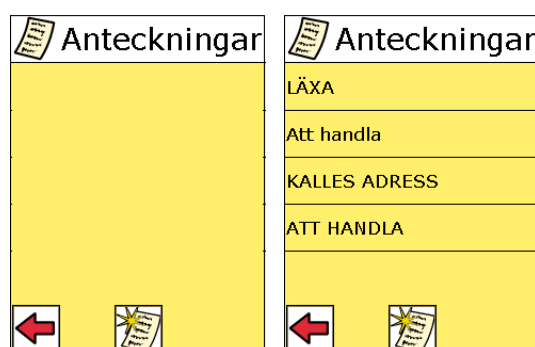 Anteckningar
Anteckningar
LÄXA
Att handla
KALLES ADRESS
ATT HANDLA